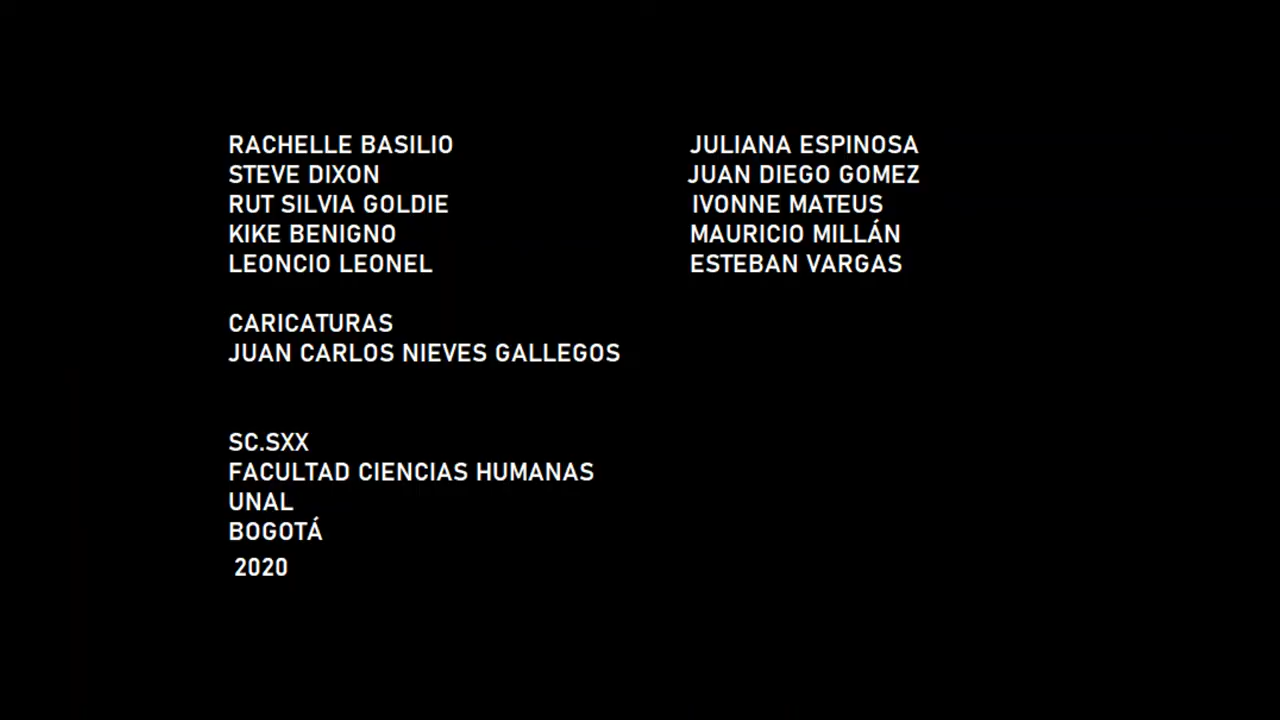 RACHELLE BASILIO
STEVE DIXON
RUT SILVIA GOLDIE
KIKE BENIGNO
LEONCIO LEONEL
JULIANA ESPINOSA
JUAN DIEGO GOMEZ
IVONNE MATEUS
MAURICIO MILLÁN
ESTEBAN VARGAS
CARICATURAS
JUAN CARLOS NIEVES GALLEGOS
SC.SXX
FACULTAD CIENCIAS HUMANAS
UNAL
BOGOTÁ
2020